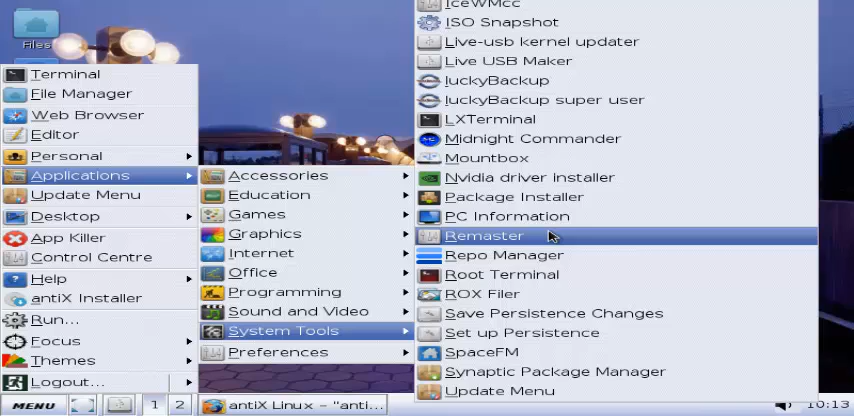 Files
Terminal
File Manager
Web Browser
Editor
Personal
Applications
Update Menu
Desktop
App Killer
Control Centre
Help
antiX Installer
Run...
Focus
Themes
Logout...
Accessories
Education
Games
Graphics
Internet
Office
Programming
Sound and Video
System Tools
Preferences
IceWMcc
ISO Snapshot
Live-usb kernel updater
Live USB Maker
luckyBackup
luckyBackup super user
LXTerminal
Midnight Commander
Mountbox
Nvidia driver installer
Package Installer
PC Information
Remaster
Repo Manager
Root Terminal
ROX Filer
Save Persistence Changes
Set up Persistence
SpaceFM
Synaptic Package Manager
Update Menu
MENU 1 2 antiX Linux - "anti... 10:13